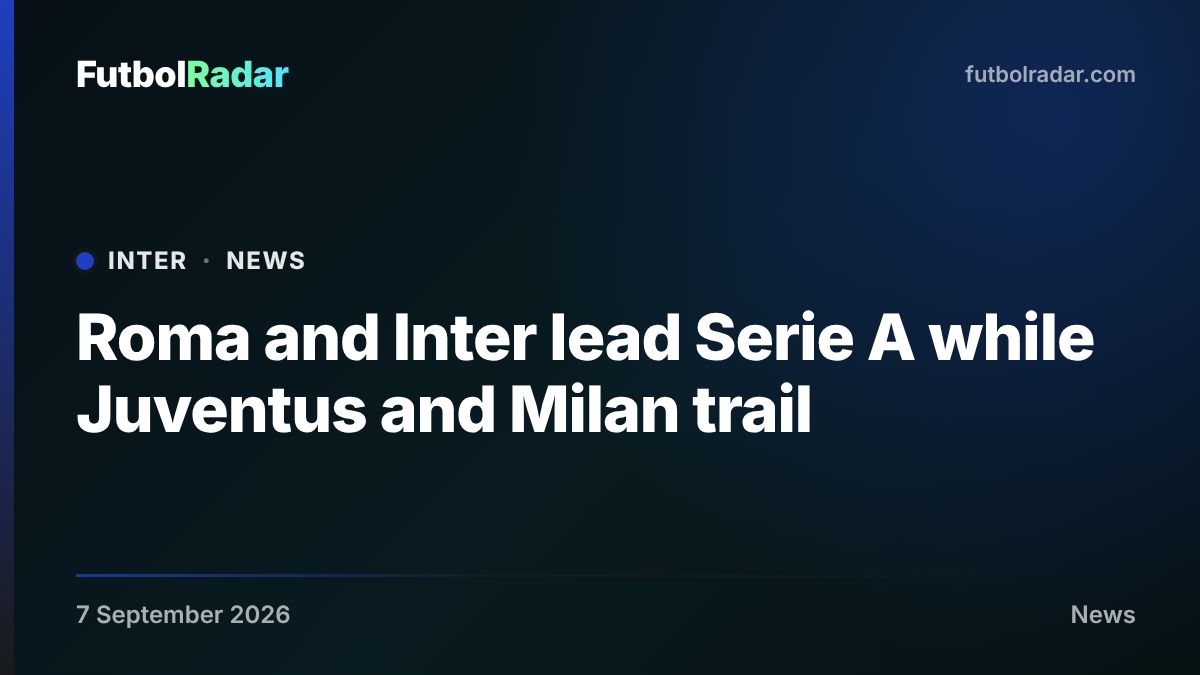 FutbolRadar
futbolradar.com
INTER · NEWS
Roma and Inter lead Serie A while
Juventus and Milan trail
7 September 2026
News